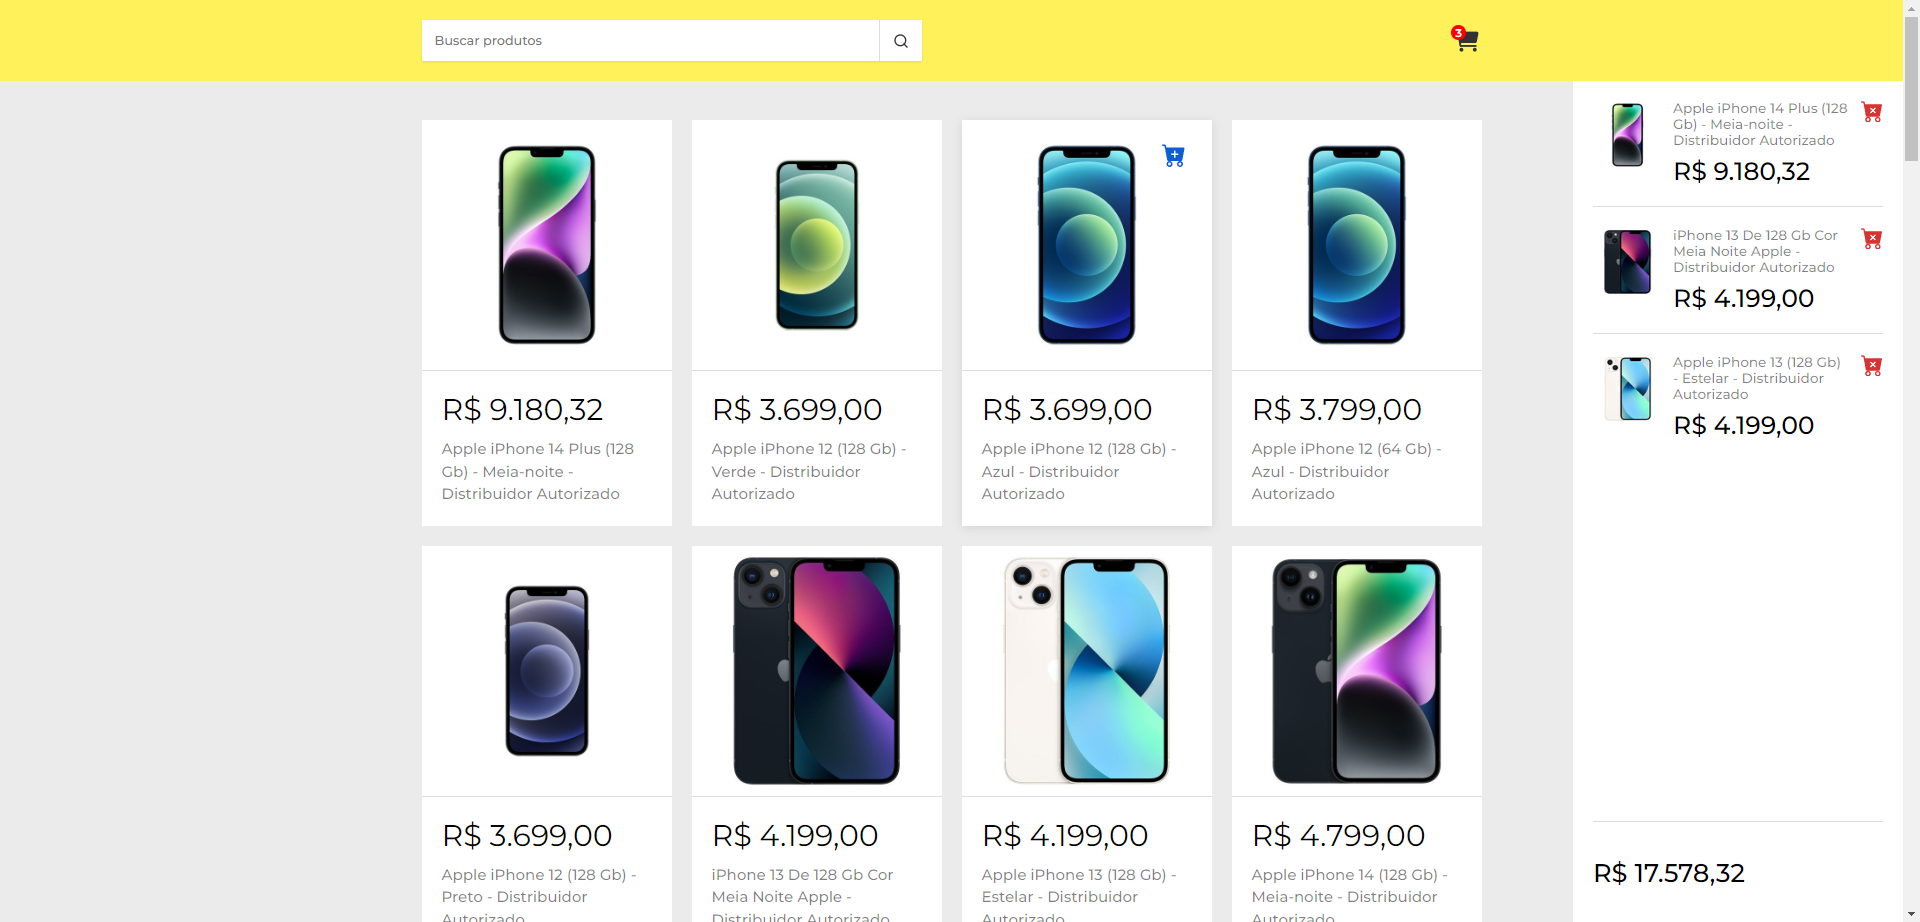 Buscar produtos
3
R$ 9.180,32
Apple iPhone 14 Plus (128
Gb) - Meia-noite -
Distribuidor Autorizado
R$ 3.699,00
Apple iPhone 12 (128 Gb) -
Verde - Distribuidor
Autorizado
R$ 3.699,00
Apple iPhone 12 (128 Gb) -
Azul - Distribuidor
Autorizado
R$ 3.799,00
Apple iPhone 12 (64 Gb) -
Azul - Distribuidor
Autorizado
R$ 3.699,00
Apple iPhone 12 (128 Gb) -
Preto - Distribuidor
Autorizado
R$ 4.199,00
iPhone 13 De 128 Gb Cor
Meia Noite Apple -
Distribuidor Autorizado
R$ 4.199,00
Apple iPhone 13 (128 Gb) -
Estelar - Distribuidor
Autorizado
R$ 4.799,00
Apple iPhone 14 (128 Gb) -
Meia-noite - Distribuidor
Autorizado
Apple iPhone 14 Plus (128
Gb) - Meia-noite -
Distribuidor Autorizado
R$ 9.180,32
iPhone 13 De 128 Gb Cor
Meia Noite Apple -
Distribuidor Autorizado
R$ 4.199,00
Apple iPhone 13 (128 Gb)
- Estelar - Distribuidor
Autorizado
R$ 4.199,00
R$ 17.578,32